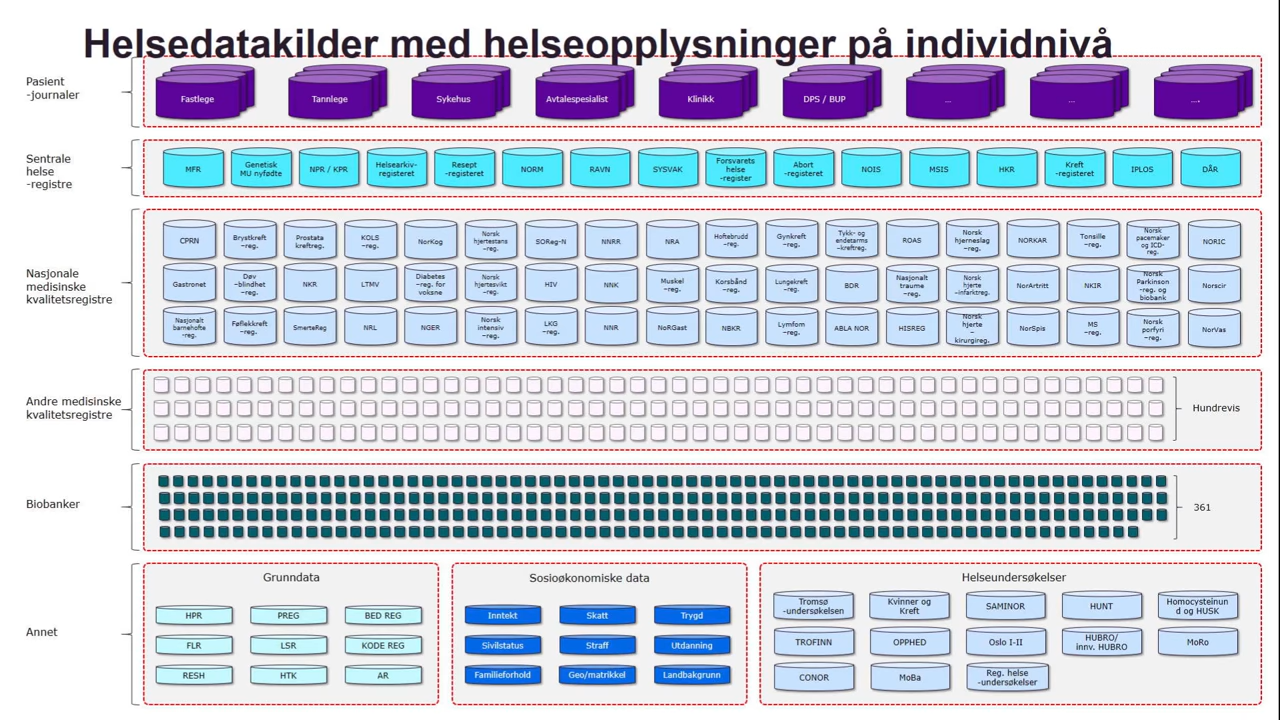 Helsedatakilder med helseopplysninger på individnivå
Pasient
-journaler
Fastlege
Tannlege
Sykehus
Avtalespesialist
Klinikk
DPS / BUP
...
...
....
Sentrale
helse
-registre
MFR
Genetisk
MU nyfødte
NPR / KPR
Helsearkiv-
registeret
Resept
-registeret
NORM
RAVN
SYSVAK
Forsvarets
helse
-register
Abort
-registeret
NOIS
MSIS
HKR
Kreft
-registeret
IPLOS
DÅR
Nasjonale
medisinske
kvalitetsregistre
CPRN
Brystkreft
–reg.
Prostata
kreftreg.
KOLS
–reg.
NorKog
Norsk
hjertestans
–reg.
SOReg-N
NNRR
NRA
Hoftebrudd
–reg.
Gynkreft
–reg.
Tykk- og
endetarms
–kreftreg.
ROAS
Norsk
hjerneslag
–reg.
NORKAR
Tonsille
–reg.
Norsk
pacemaker
og ICD-
reg.
NORIC
Gastronet
Døv
–blindhet
–reg.
NKR
LTMV
Diabetes
–reg. for
voksne
Norsk
hjertesvikt
–reg.
HIV
NNK
Muskel
–reg.
Korsbånd
–reg.
Lungekreft
–reg.
BDR
Nasjonalt
traume
–reg.
Norsk
hjerte
–infarktreg.
NorArtritt
NKIR
Norsk
Parkinson
–reg. og
biobank
Norscir
Nasjonalt
barnehofte
-reg.
Føflekkreft
–reg.
SmerteReg
NRL
NGER
Norsk
intensiv
–reg.
LKG
–reg.
NNR
NoRGast
NBKR
Lymfom
–reg.
ABLA NOR
HISREG
Norsk
hjerte
–
kirurgireg.
NorSpis
MS
–reg.
Norsk
porfyri
–reg.
NorVas
Andre medisinske
kvalitetsregistre
Hundrevis
Biobanker
361
Annet
Grunndata
HPR
PREG
BED REG
FLR
LSR
KODE REG
RESH
HTK
AR
Sosioøkonomiske data
Inntekt
Skatt
Trygd
Sivilstatus
Straff
Utdanning
Familieforhold
Geo/matrikkel
Landbakgrunn
Helseundersøkelser
Tromsø
-undersøkelsen
Kvinner og
Kreft
SAMINOR
HUNT
Homocysteinun
d og HUSK
TROFINN
OPPHED
Oslo I-II
HUBRO/
innv. HUBRO
MoRo
CONOR
MoBa
Reg. helse
-undersøkelser